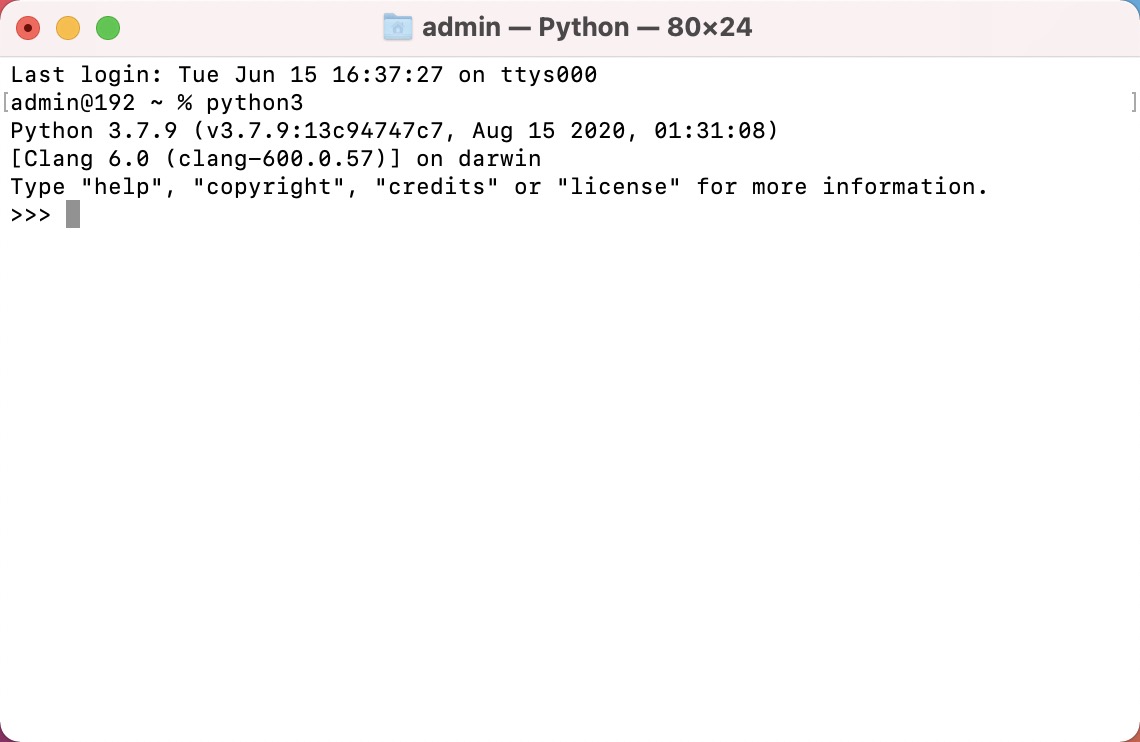 admin — Python — 80×24
Last login: Tue Jun 15 16:37:27 on ttys000
[admin@192 ~ % python3 ]
Python 3.7.9 (v3.7.9:13c94747c7, Aug 15 2020, 01:31:08)
[Clang 6.0 (clang-600.0.57)] on darwin
Type "help", "copyright", "credits" or "license" for more information.
>>>